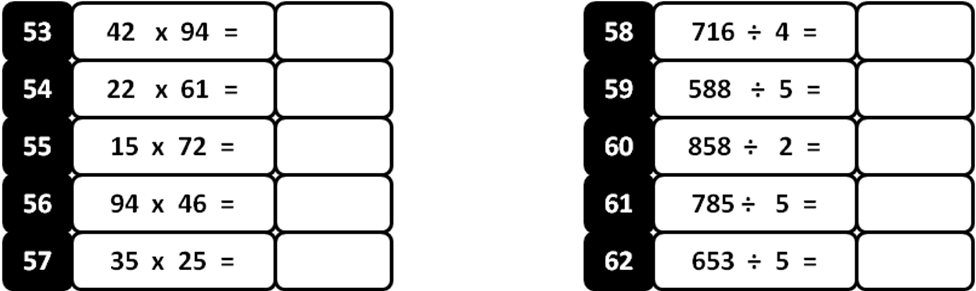 53 42 x 94 =
54 22 x 61 =
55 15 x 72 =
56 94 x 46 =
57 35 x 25 =
58 716 ÷ 4 =
59 588 ÷ 5 =
60 858 ÷ 2 =
61 785 ÷ 5 =
62 653 ÷ 5 =